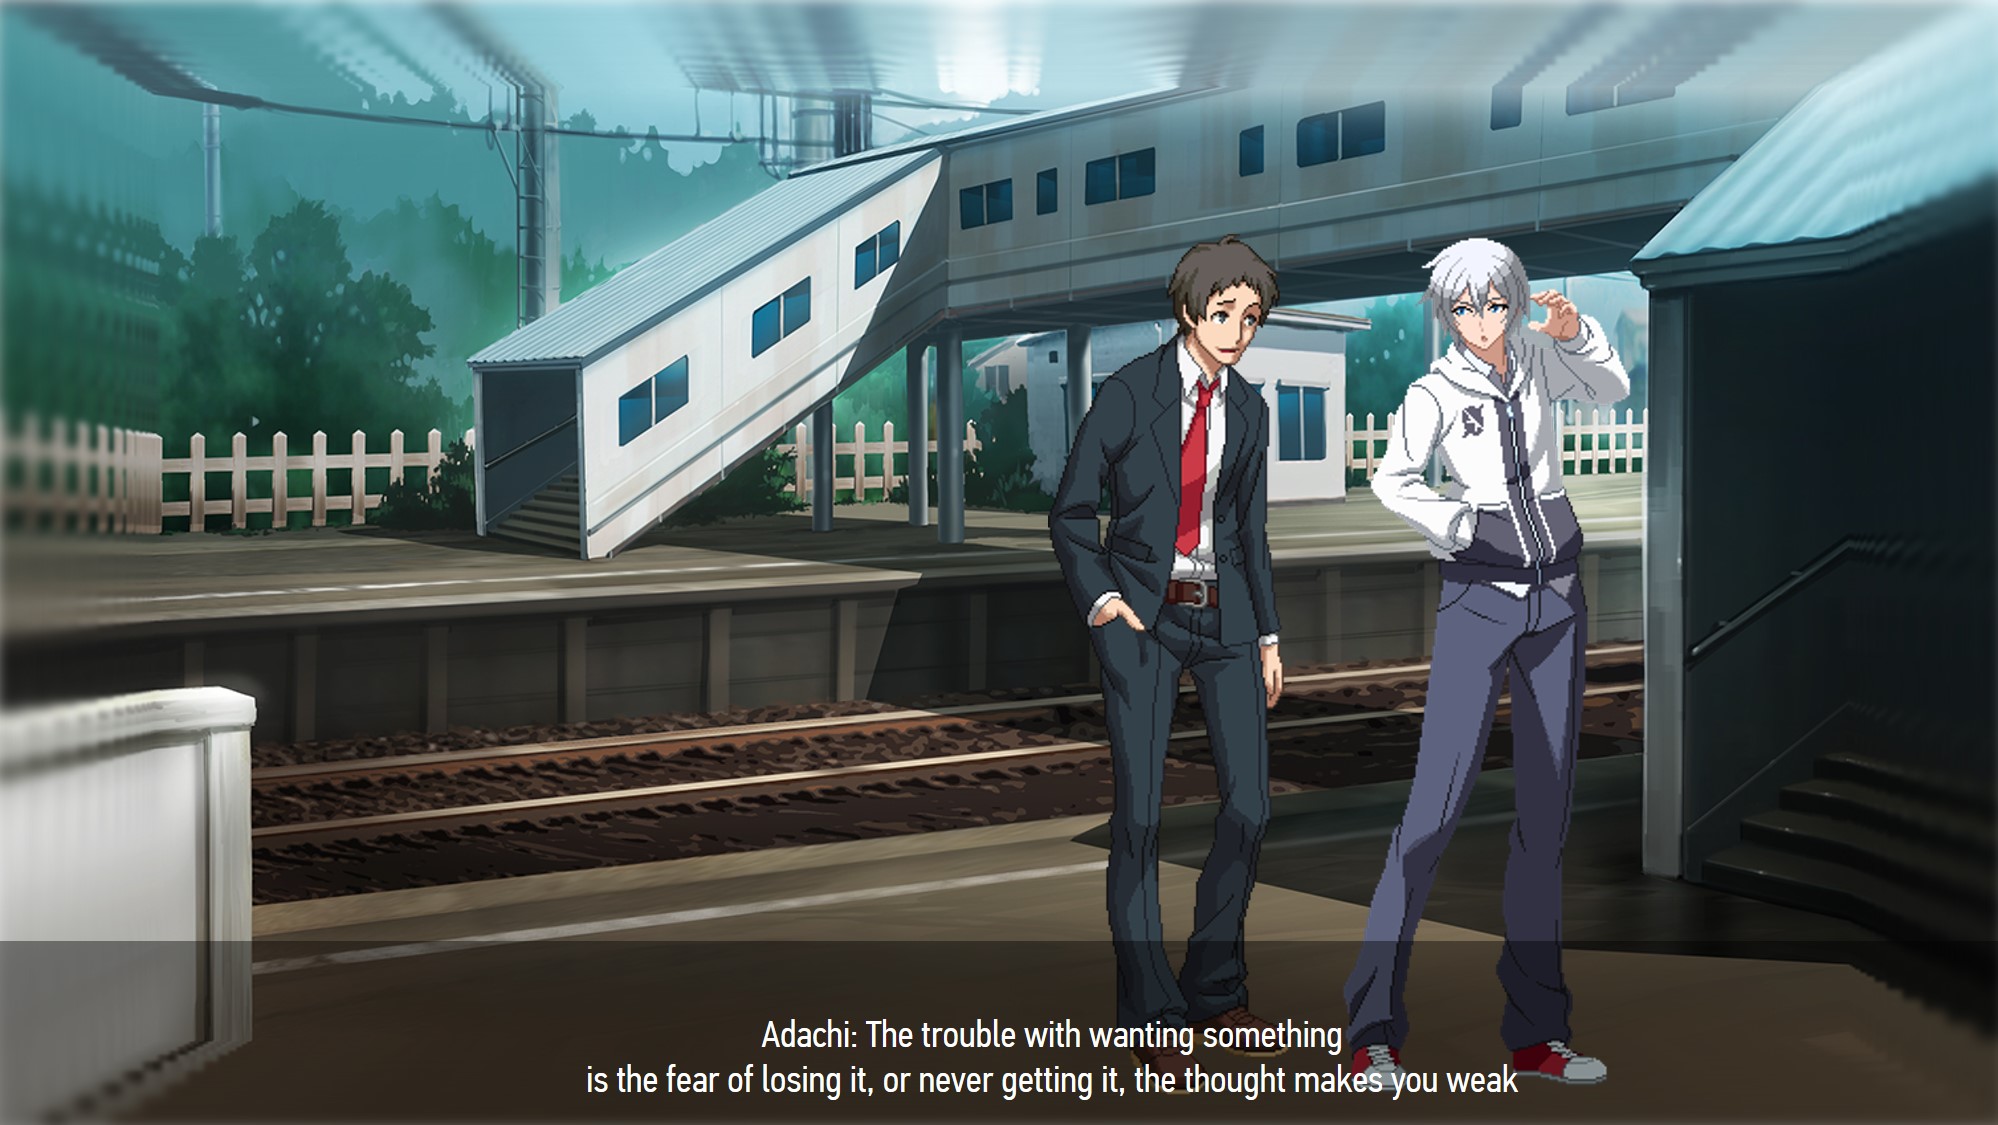 Adachi: The trouble with wanting something
is the fear of losing it, or never getting it, the thought makes you weak